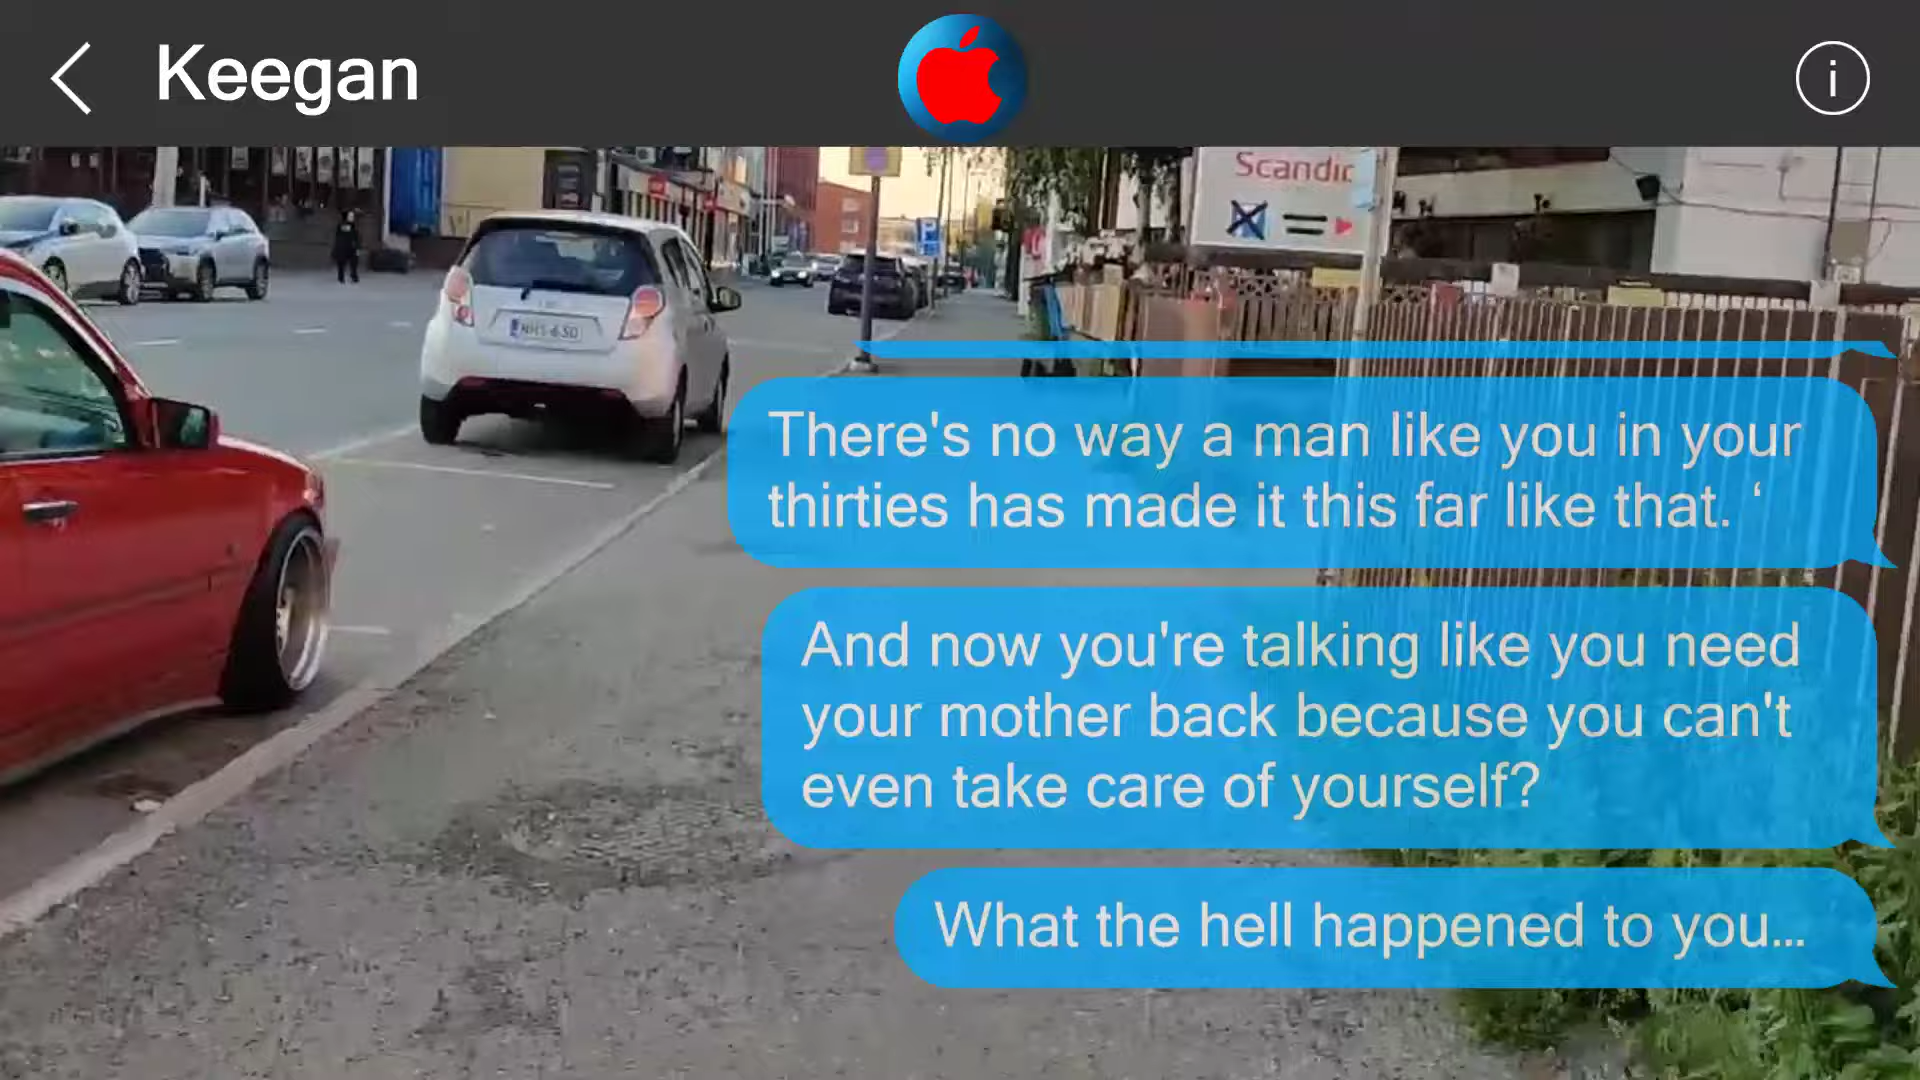 Keegan
i
Scandic
There's no way a man like you in your
thirties has made it this far like that. ‘
And now you're talking like you need
your mother back because you can't
even take care of yourself?
What the hell happened to you...